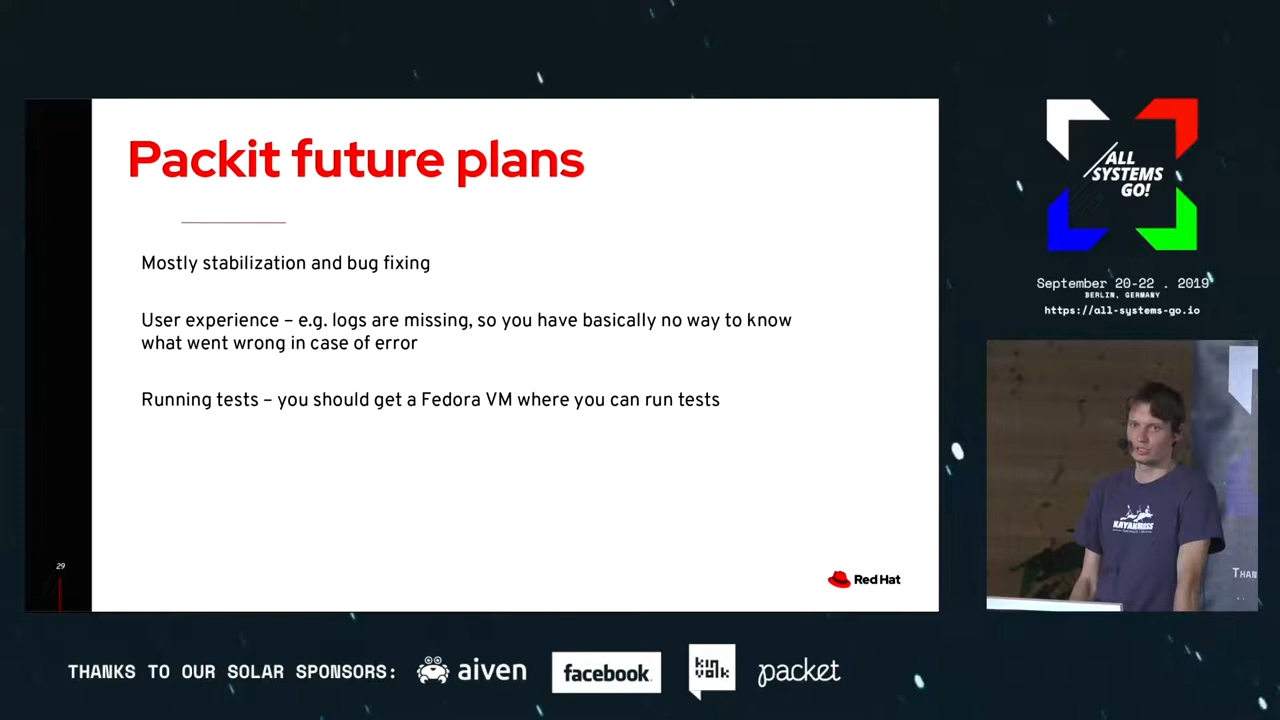 Packit future plans
Mostly stabilization and bug fixing
User experience – e.g. logs are missing, so you have basically no way to know
what went wrong in case of error
Running tests – you should get a Fedora VM where you can run tests
29
Red Hat
ALL
SYSTEMS
GO!
September 20-22 . 2019
BERLIN, GERMANY
https://all-systems-go.io
KAYAKROSS
THANKS TO OUR SOLAR SPONSORS:
aiven
facebook.
kin
volk
packet